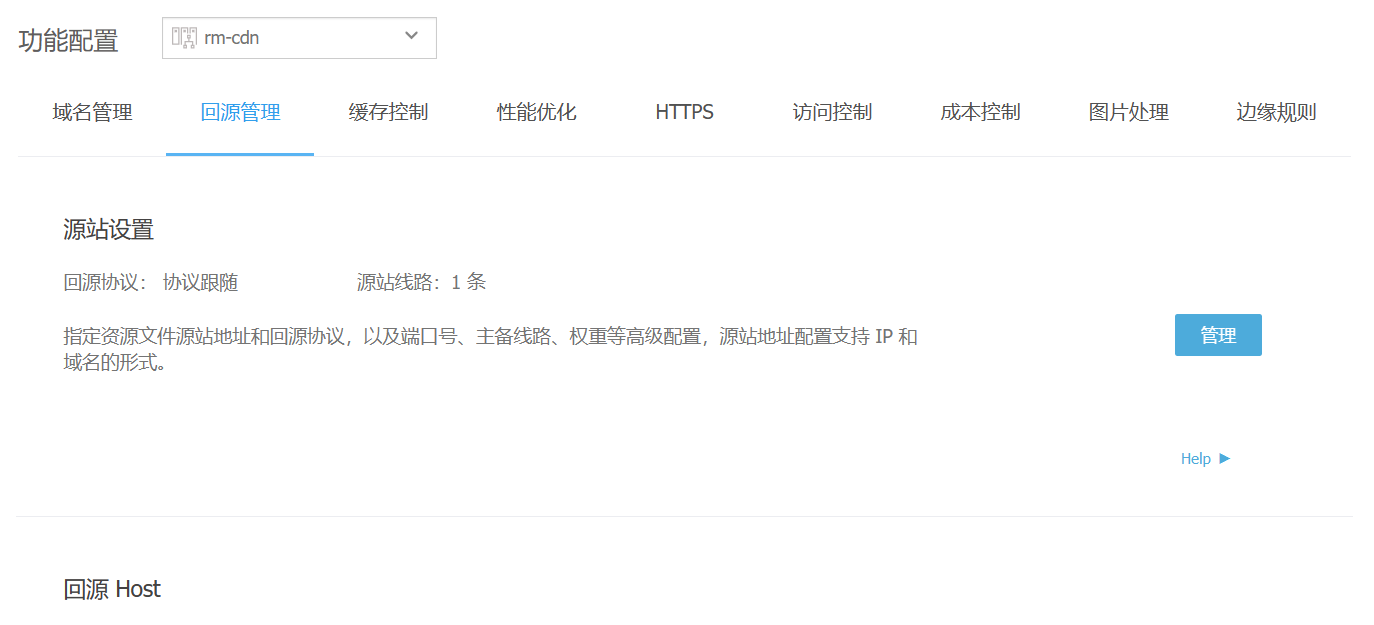 功能配置
rm-cdn
域名管理 回源管理 缓存控制 性能优化 HTTPS 访问控制 成本控制 图片处理 边缘规则
源站设置
回源协议： 协议跟随 源站线路：1 条
指定资源文件源站地址和回源协议，以及端口号、主备线路、权重等高级配置，源站地址配置支持 IP 和
域名的形式。
管理
Help
回源 Host